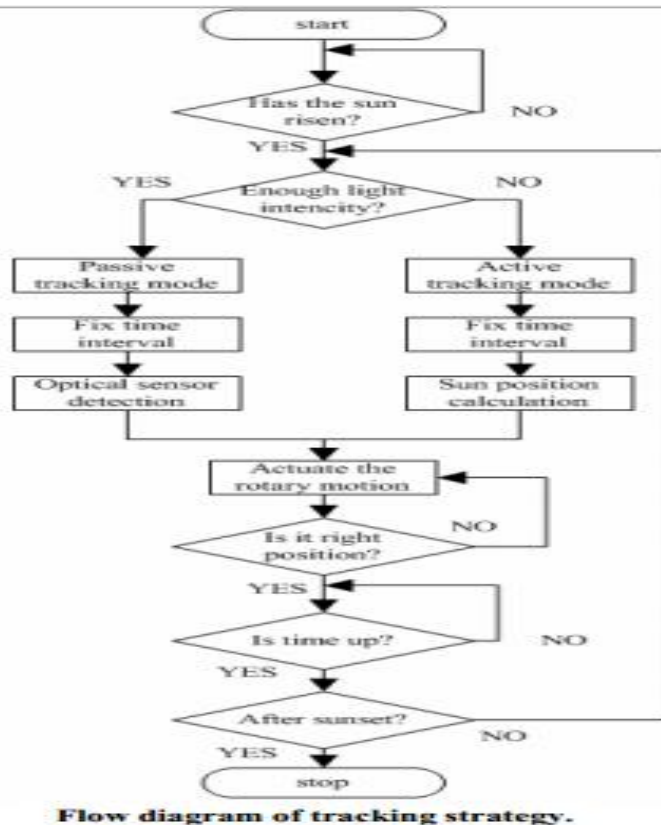 start
Has the sun
risen?
NO
YES
YES
Enough light
intencity?
NO
Passive
tracking mode
Active
tracking mode
Fix time
interval
Fix time
interval
Optical sensor
detection
Sun position
calculation
Actuate the
rotary motion
NO
Is it right
position?
YES
Is time up?
NO
YES
After sunset?
NO
YES
stop
Flow diagram of tracking strategy.